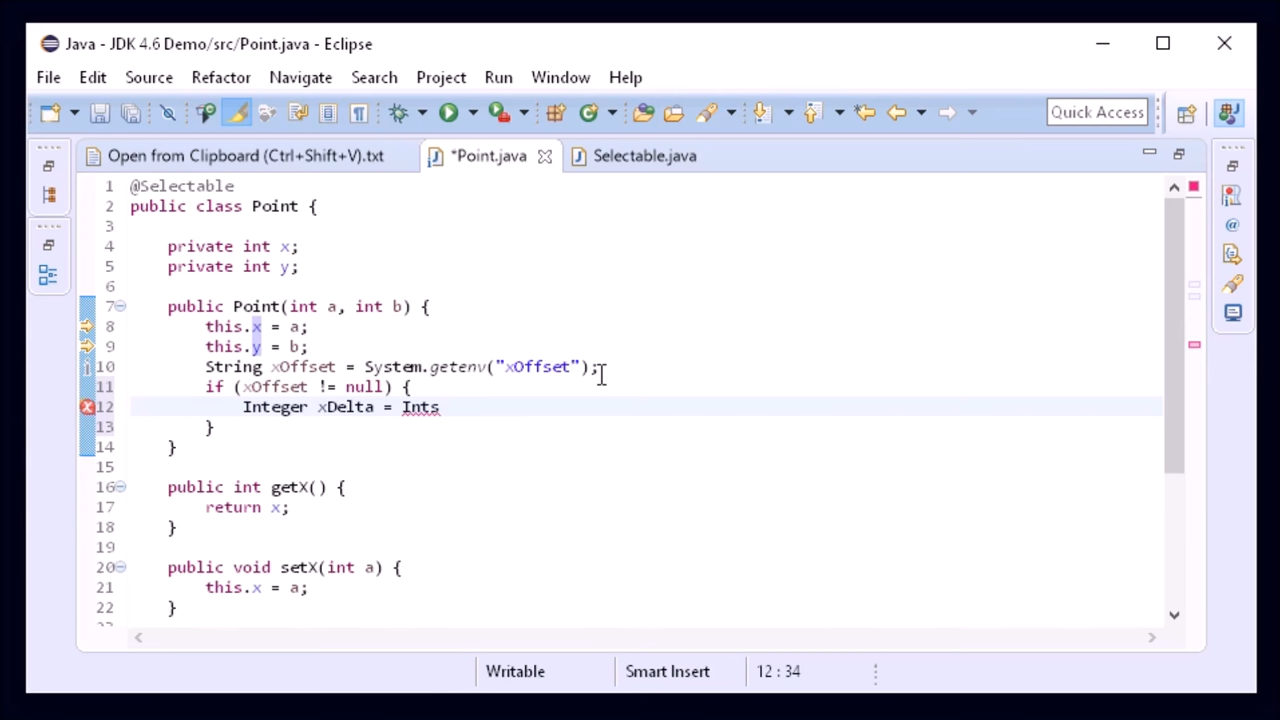 Java - JDK 4.6 Demo/src/Point.java - Eclipse
File Edit Source Refactor Navigate Search Project Run Window Help
Quick Access
Open from Clipboard (Ctrl+Shift+V).txt *Point.java Selectable.java
1 @Selectable
2 public class Point {
3
4 private int x;
5 private int y;
6
7 public Point(int a, int b) {
8 this.x = a;
9 this.y = b;
10 String xOffset = System.getenv("xOffset");
11 if (xOffset != null) {
12 Integer xDelta = Ints
13 }
14 }
15
16 public int getX() {
17 return x;
18 }
19
20 public void setX(int a) {
21 this.x = a;
22 }
Writable Smart Insert 12 : 34